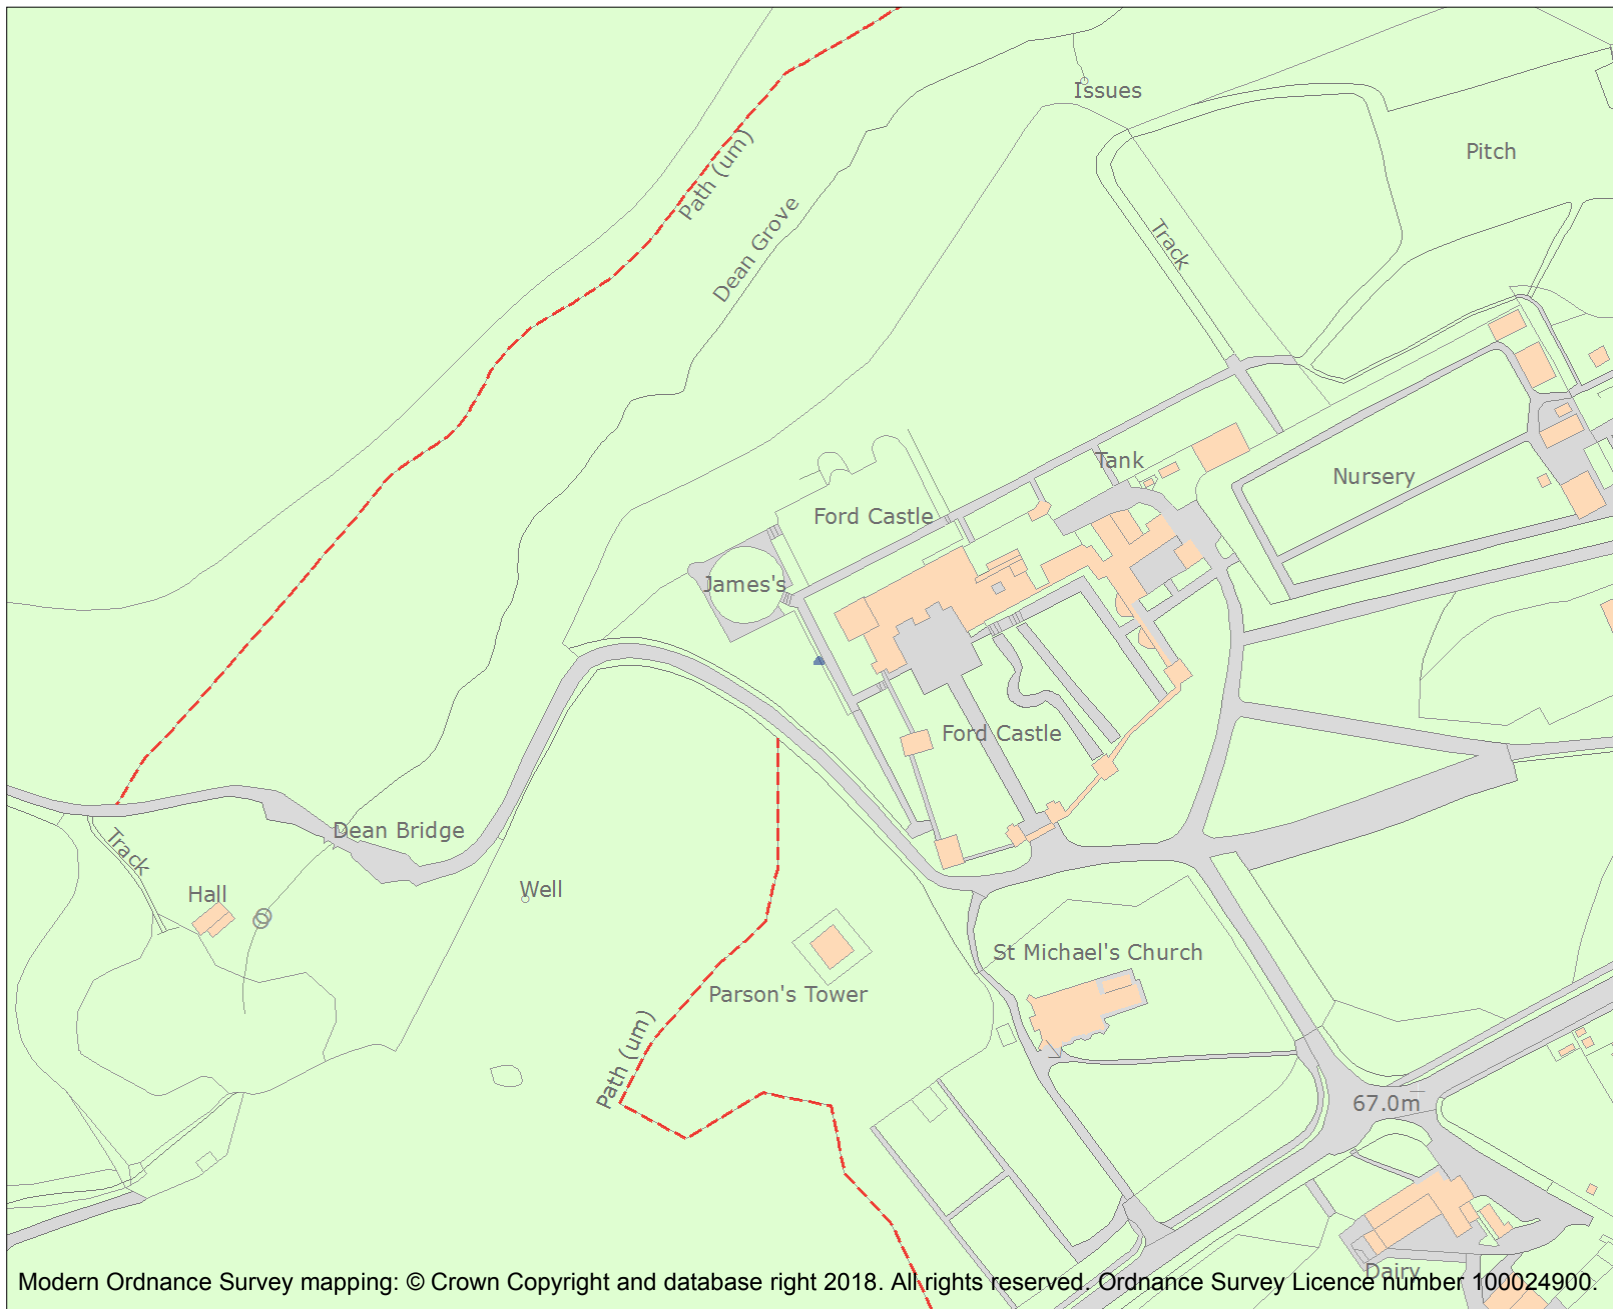 Issues
Path (um)
Pitch
Dean Grove
Track
Tank
Nursery
Ford Castle
James's
Ford Castle
Dean Bridge
Track
Hall
Well
St Michael's Church
Parson's Tower
Path (um)
67.0m
Dairy
Modern Ordnance Survey mapping: © Crown Copyright and database right 2018. All rights reserved. Ordnance Survey Licence number 100024900.